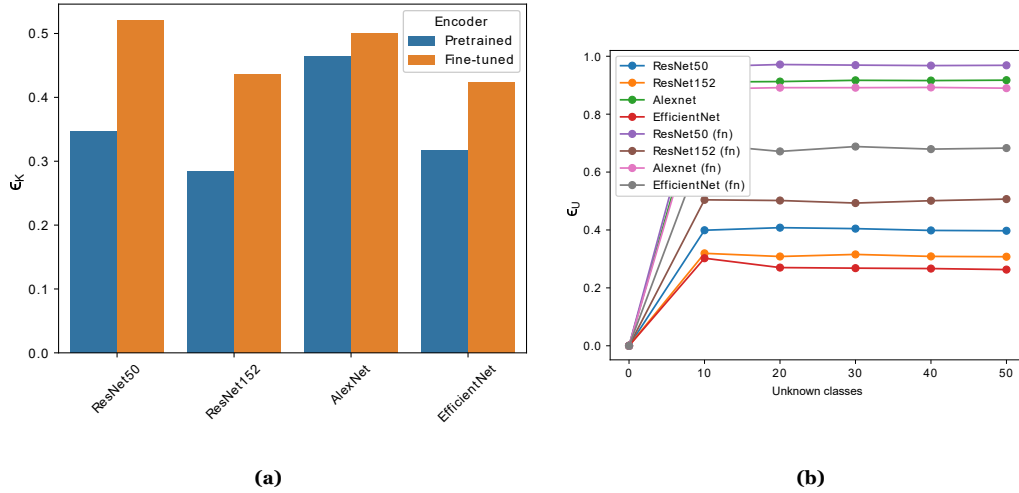 0.5
0.4
0.3
0.2
0.1
0.0
ϵK
Encoder
Pretrained
Fine-tuned
ResNet50
ResNet152
AlexNet
EfficientNet
(a)
1.0
0.8
0.6
0.4
0.2
0.0
ϵU
ResNet50
ResNet152
Alexnet
EfficientNet
ResNet50 (fn)
ResNet152 (fn)
Alexnet (fn)
EfficientNet (fn)
0 10 20 30 40 50
Unknown classes
(b)